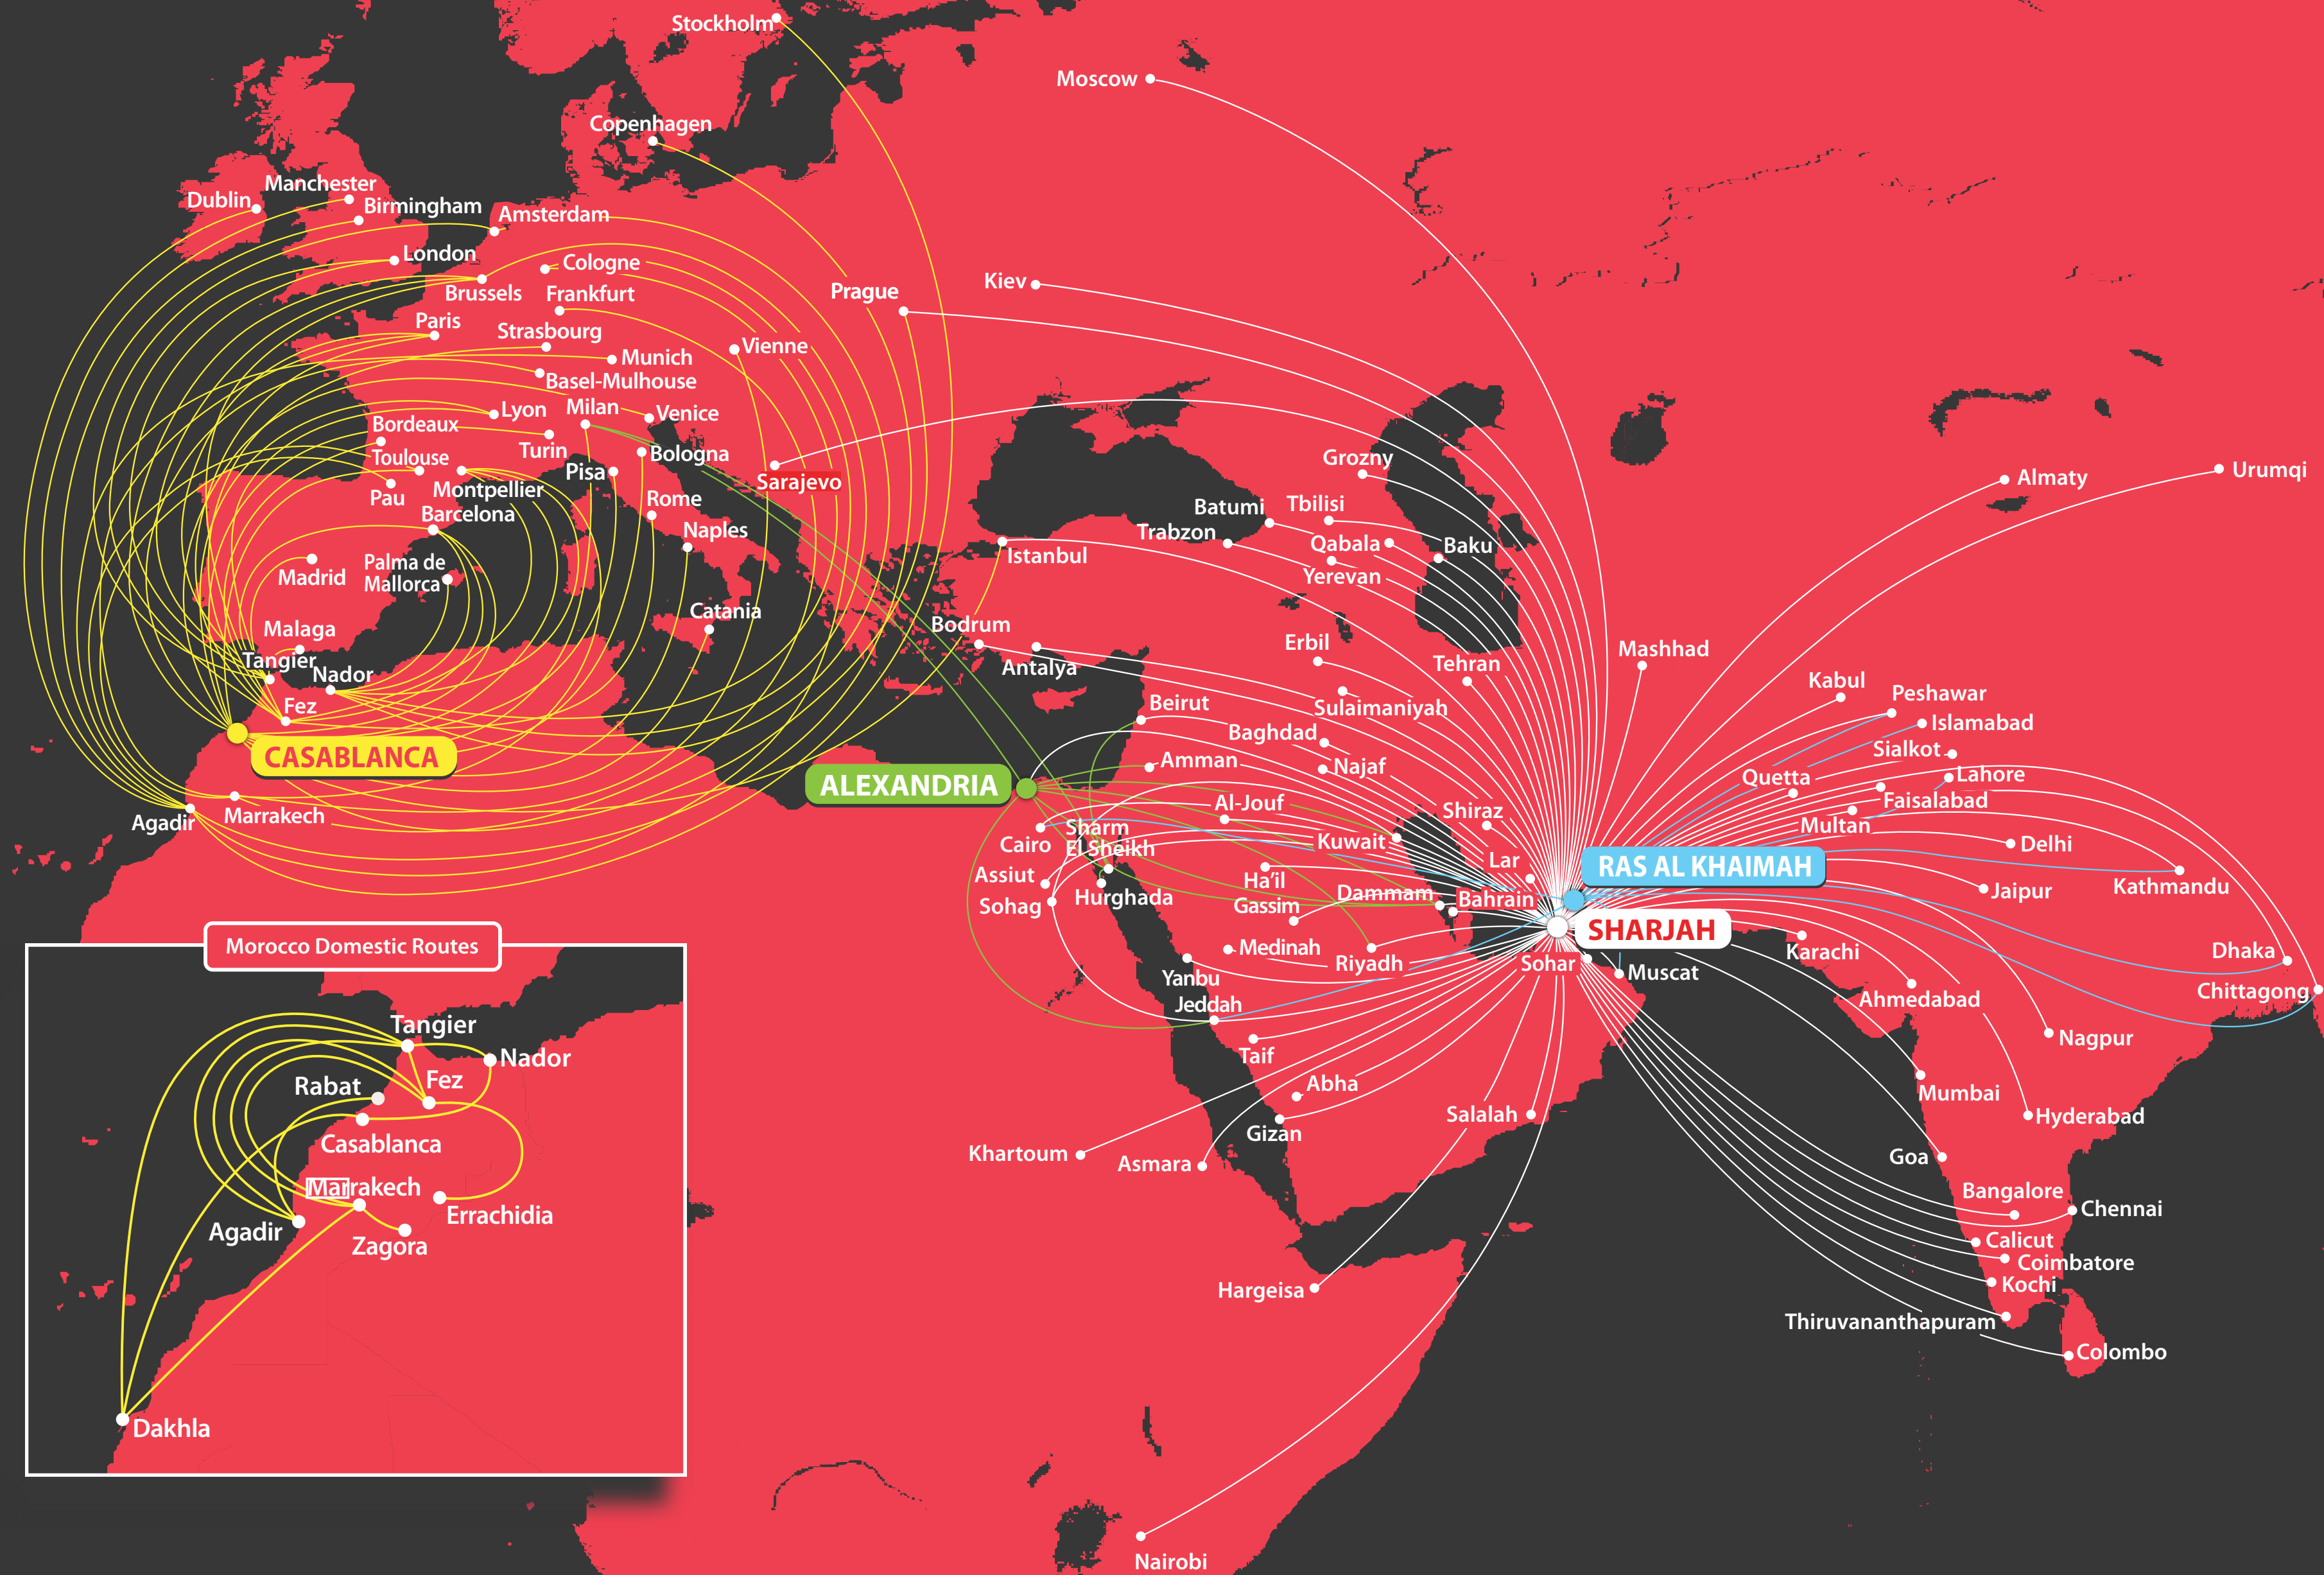 Stockholm
Moscow
Copenhagen
Manchester
Dublin
Birmingham
Amsterdam
London
Cologne
Kiev
Brussels
Frankfurt
Prague
Paris
Strasbourg
Vienne
Munich
Basel-Mulhouse
Lyon
Milan
Venice
Bordeaux
Turin
Bologna
Toulouse
Pisa
Grozny
Almaty
Urumqi
Pau
Montpellier
Sarajevo
Rome
Batumi
Tbilisi
Barcelona
Naples
Trabzon
Qabala
Baku
Istanbul
Palma de
Mallorca
Madrid
Yerevan
Catania
Bodrum
Malaga
Erbil
Mashhad
Tangier
Nador
Antalya
Tehran
Kabul
Peshawar
Fez
Beirut
Sulaimaniyah
Islamabad
Baghdad
Sialkot
CASABLANCA
Amman
Najaf
Quetta
Lahore
ALEXANDRIA
Al-Jouf
Shiraz
Faisalabad
Marrakech
Agadir
Sharm
El Sheikh
Cairo
Kuwait
Multan
Delhi
Lar
RAS AL KHAIMAH
Assiut
Ha'il
Kathmandu
Hurghada
Dammam
Bahrain
Jaipur
Sohag
Gassim
SHARJAH
Morocco Domestic Routes
Medinah
Riyadh
Sohar
Karachi
Dhaka
Yanbu
Muscat
Chittagong
Jeddah
Ahmedabad
Tangier
Nador
Taif
Nagpur
Rabat
Fez
Abha
Mumbai
Casablanca
Gizan
Salalah
Hyderabad
Khartoum
Asmara
Goa
Marrakech
Bangalore
Errachidia
Chennai
Agadir
Zagora
Calicut
Coimbatore
Hargeisa
Kochi
Thiruvananthapuram
Colombo
Dakhla
Nairobi